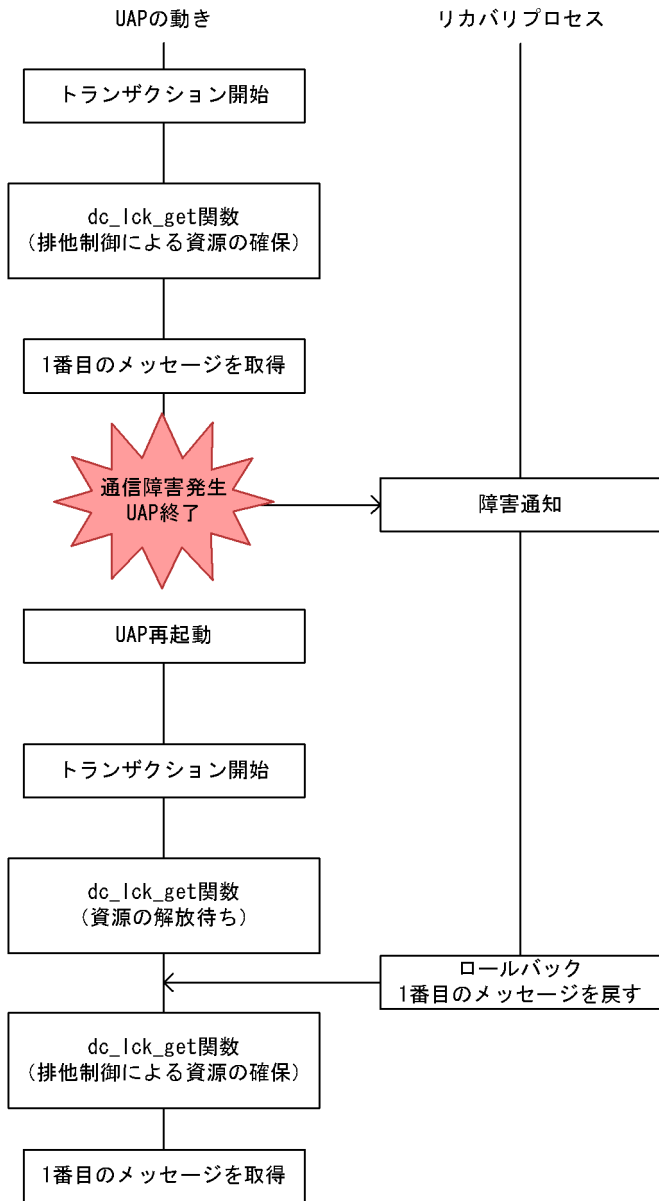 UAPの動き
リカバリプロセス
トランザクション開始
dc_lck_get関数
(排他制御による資源の確保)
1番目のメッセージを取得
通信障害発生
UAP終了
障害通知
UAP再起動
トランザクション開始
dc_lck_get関数
(資源の解放待ち)
ロールバック
1番目のメッセージを戻す
dc_lck_get関数
(排他制御による資源の確保)
1番目のメッセージを取得